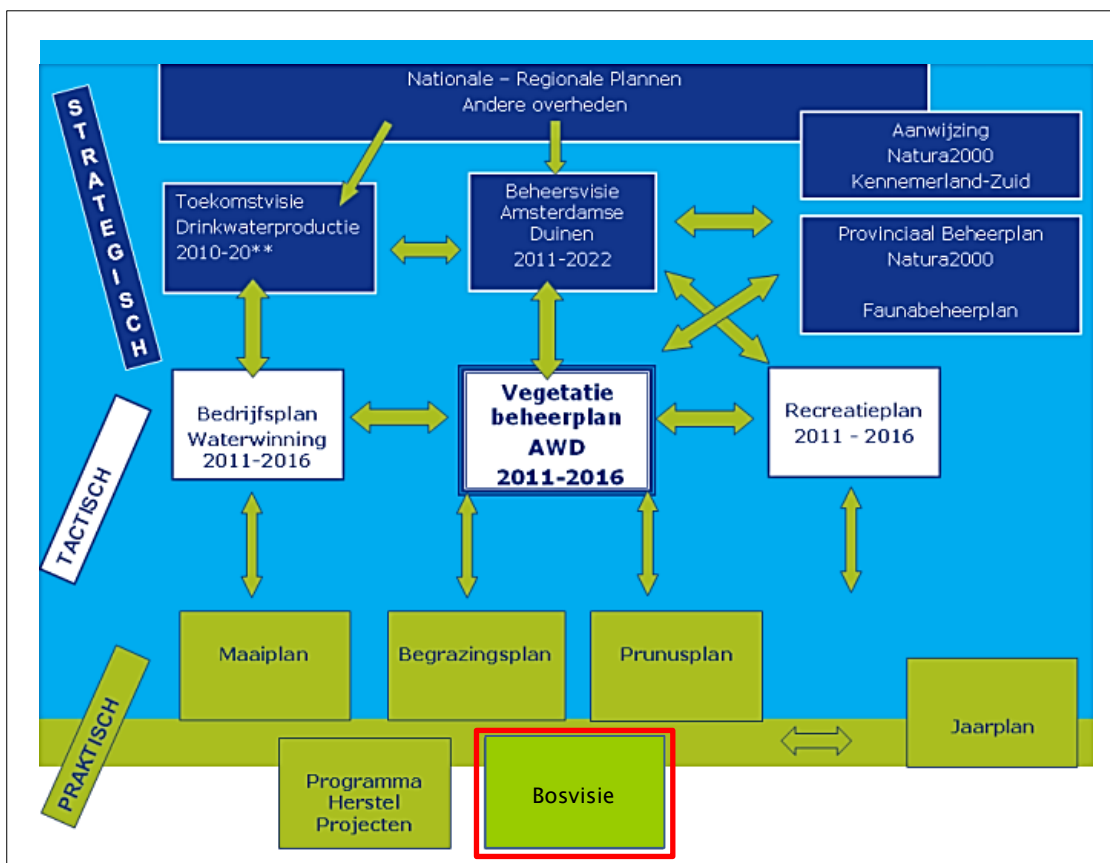 Nationale – Regionale Plannen
Andere overheden
STRATEGISCH
Aanwijzing
Natura2000
Kennemerland-Zuid
Toekomstvisie
Drinkwaterproductie
2010-20**
Beheersvisie
Amsterdamse
Duinen
2011-2022
Provinciaal Beheerplan
Natura2000
Faunabeheerplan
TACTISCH
Bedrijfsplan
Waterwinning
2011-2016
Vegetatie
beheerplan
AWD
2011-2016
Recreatieplan
2011 - 2016
PRAKTISCH
Maaiplan
Begrazingsplan
Prunusplan
Jaarplan
Programma
Herstel
Projecten
Bosvisie